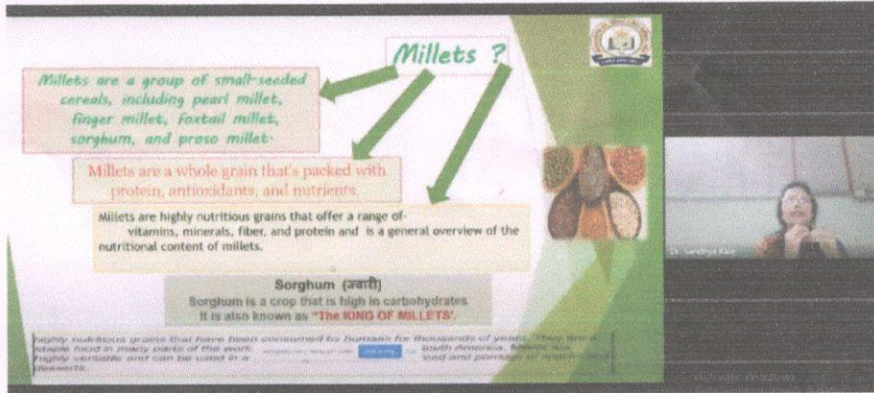 Millets ?
Millets are a group of small-seeded
cereals, including pearl millet,
finger millet, foxtail millet,
sorghum, and proso millet.
Millets are a whole grain that's packed with
protein, antioxidants, and nutrients.
Millets are highly nutritious grains that offer a range of
vitamins, minerals, fiber, and protein and is a general overview of the
nutritional content of millets.
Sorghum (ज्वारी)
Sorghum is a crop that is high in carbohydrates
It is also known as "The KING OF MILLETS'.
highly nutritious grains that have been consumed by humans for thousands of years. They are a
staple food in many parts of the
highly versatile and can be used in a
desserts.
Dr. Sandhya